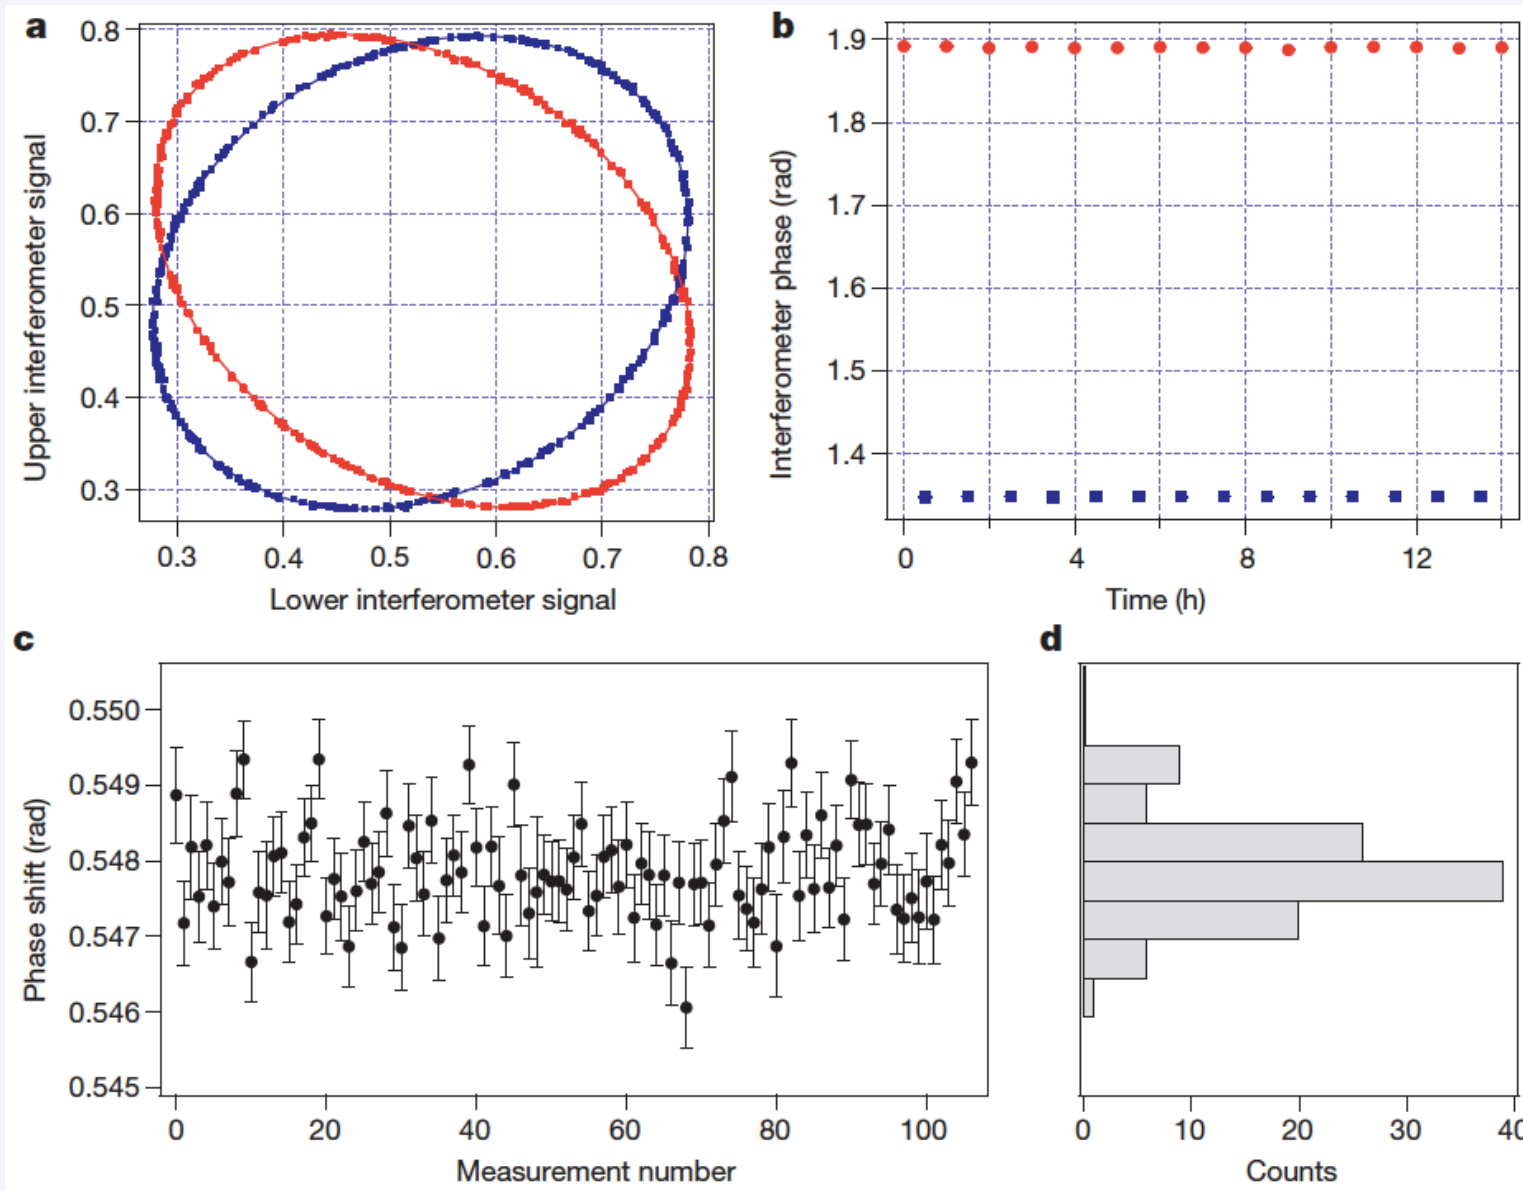 a
Upper interferometer signal
0.8
0.7
0.6
0.5
0.4
0.3
0.3 0.4 0.5 0.6 0.7 0.8
Lower interferometer signal
b
Interferometer phase (rad)
1.9
1.8
1.7
1.6
1.5
1.4
0 4 8 12
Time (h)
c
Phase shift (rad)
0.550
0.549
0.548
0.547
0.546
0.545
0 20 40 60 80 100
Measurement number
d
0 10 20 30 40
Counts